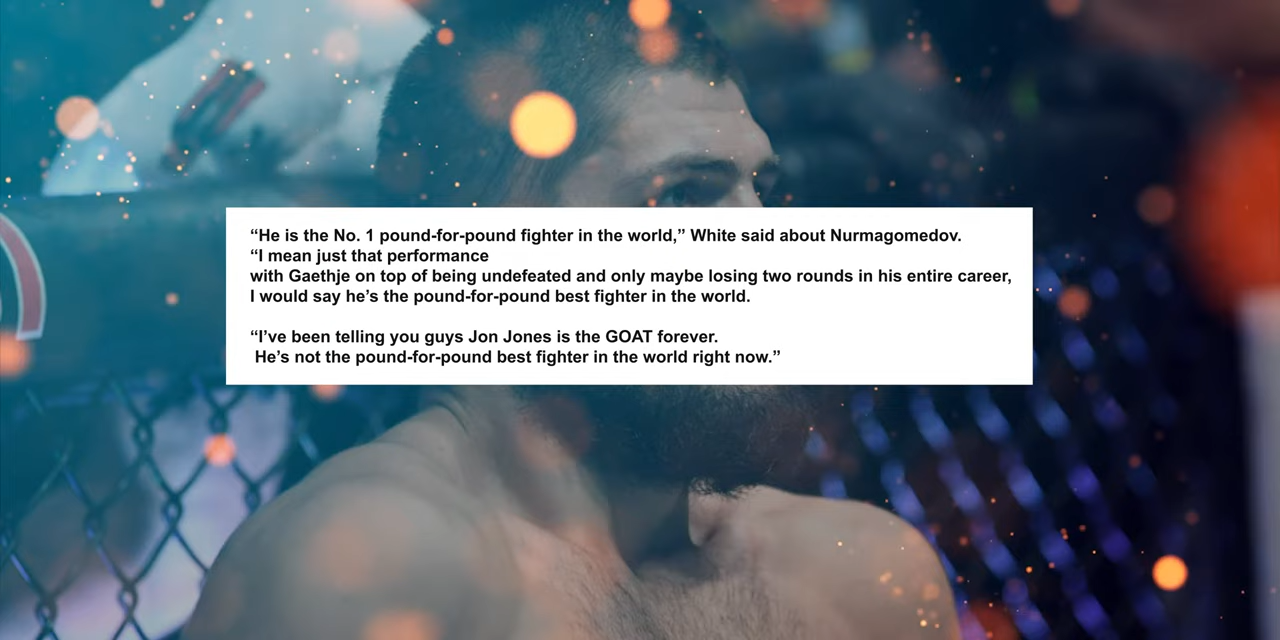 “He is the No. 1 pound-for-pound fighter in the world,” White said about Nurmagomedov.
“I mean just that performance
with Gaethje on top of being undefeated and only maybe losing two rounds in his entire career,
I would say he’s the pound-for-pound best fighter in the world.
“I’ve been telling you guys Jon Jones is the GOAT forever.
He’s not the pound-for-pound best fighter in the world right now.”